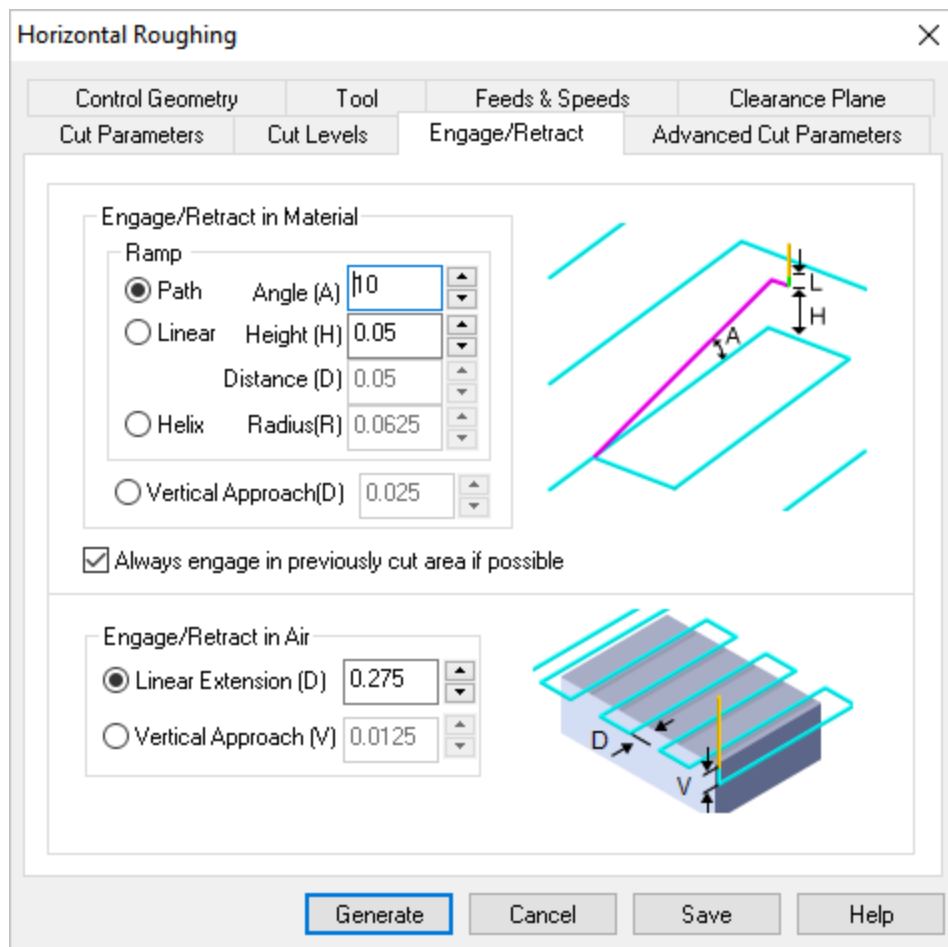 Horizontal Roughing
Control Geometry Tool Feeds & Speeds Clearance Plane
Cut Parameters Cut Levels Engage/Retract Advanced Cut Parameters
Engage/Retract in Material
Ramp
Path Angle (A) 10
Linear Height (H) 0.05
Distance (D) 0.05
Helix Radius(R) 0.0625
Vertical Approach(D) 0.025
L
H
A
Always engage in previously cut area if possible
Engage/Retract in Air
Linear Extension (D) 0.275
Vertical Approach (V) 0.0125
D
V
Generate Cancel Save Help